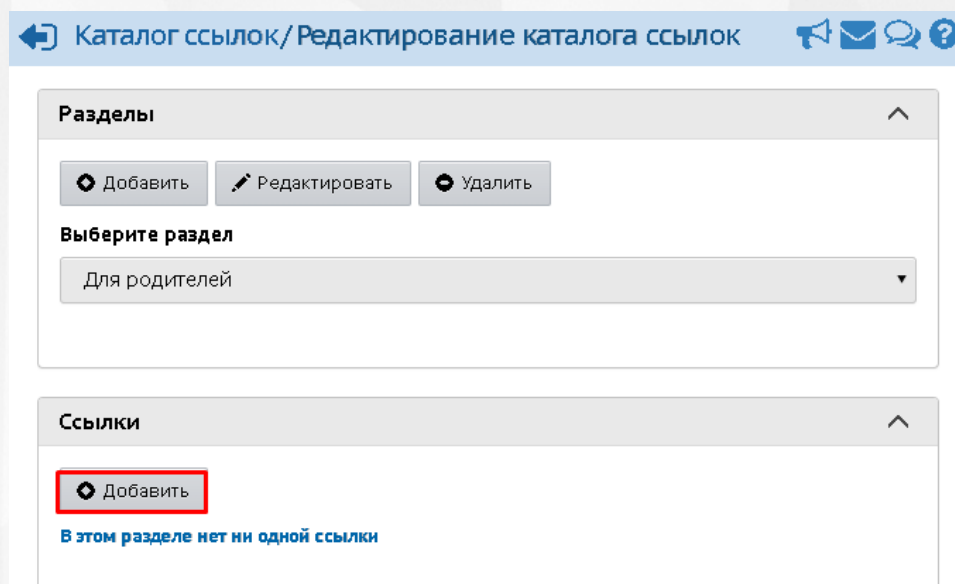 Каталог ссылок/Редактирование каталога ссылок
Разделы
Добавить Редактировать Удалить
Выберите раздел
Для родителей
Ссылки
Добавить
В этом разделе нет ни одной ссылки